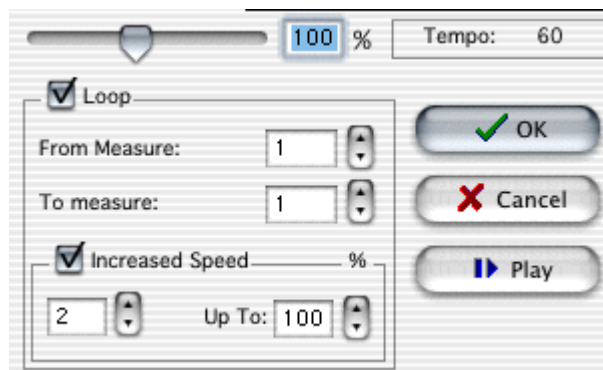 100 % Tempo: 60
Loop
OK
From Measure: 1
To measure: 1
Cancel
Increased Speed %
Play
2 Up To: 100